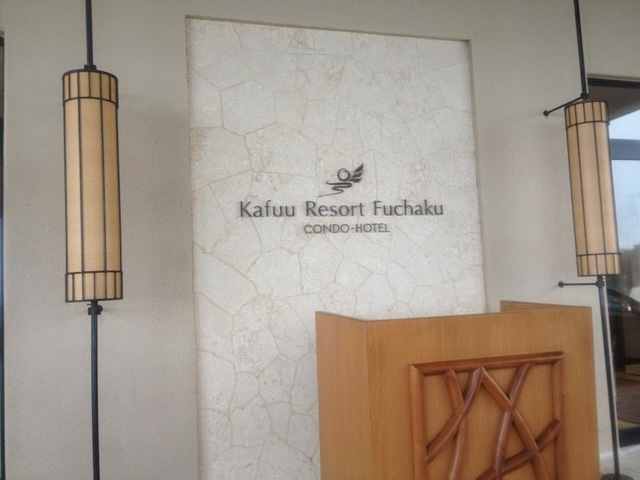 Kafuu Resort Fuchaku
CONDO·HOTEL